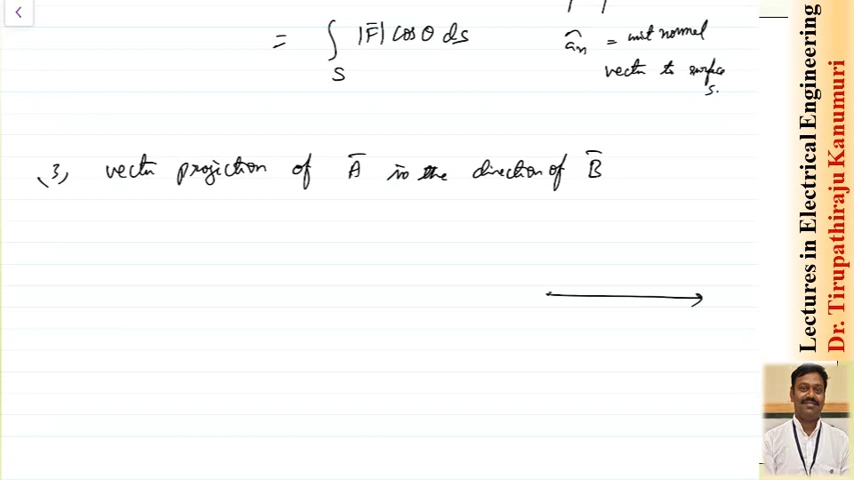 = ∫ |F̄| cos θ ds
S
â_n = unit normal
vector to surface
S.
(3) vector projection of Ā in the direction of B̄
Lectures in Electrical Engineering
Dr. Tirupathiraju Kanumuri